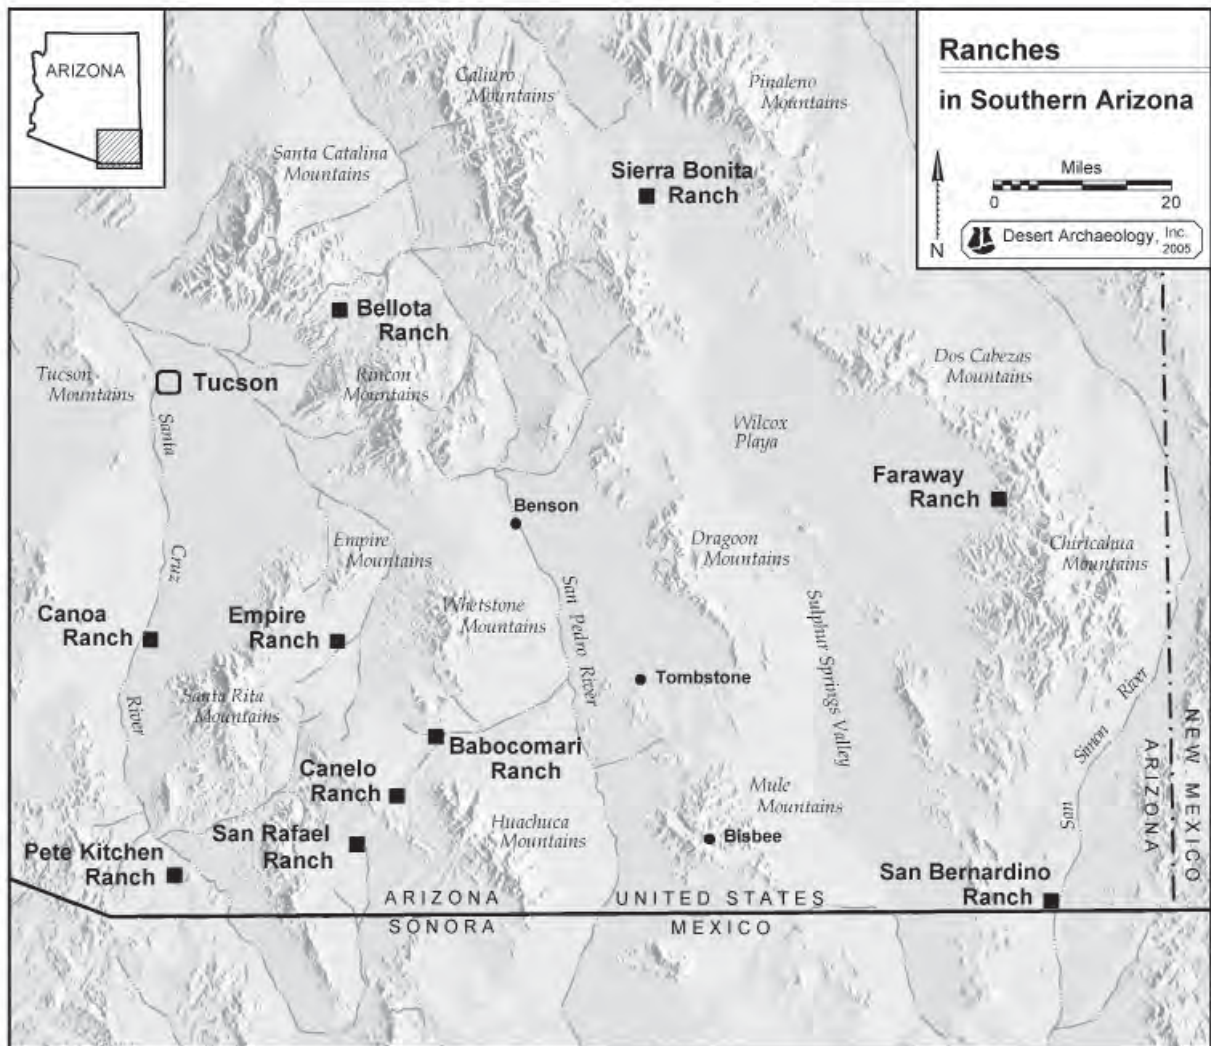 ARIZONA
Ranches
in Southern Arizona
Miles
0 20
N
Desert Archaeology, Inc.
2005
Caliuro
Mountains
Pinaleno
Mountains
Santa Catalina
Mountains
Sierra Bonita
Ranch
Bellota
Ranch
Tucson
Mountains
Tucson
Rincon
Mountains
Dos Cabezas
Mountains
Wilcox
Playa
Santa
Cruz
River
Faraway
Ranch
Benson
Empire
Mountains
Dragoon
Mountains
Chiricahua
Mountains
Canoa
Ranch
Empire
Ranch
Whetstone
Mountains
San Pedro River
Sulphur Springs Valley
Santa Rita
Mountains
Tombstone
San
Simon
River
Babocomari
Ranch
Canelo
Ranch
Mule
Mountains
Huachuca
Mountains
Bisbee
San Rafael
Ranch
Pete Kitchen
Ranch
San Bernardino
Ranch
ARIZONA
NEW MEXICO
ARIZONA UNITED STATES
SONORA MEXICO